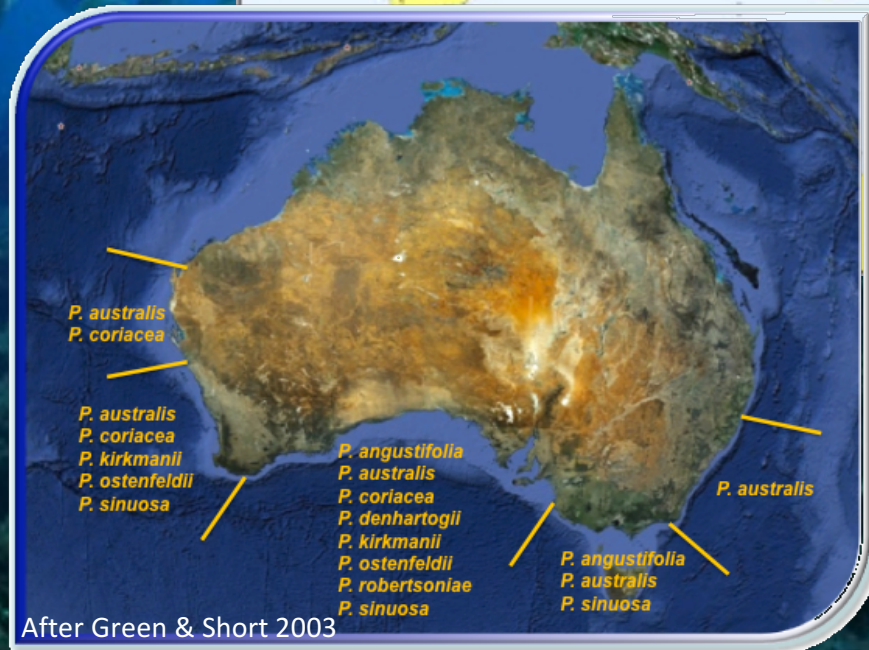 P. australis
P. coriacea
P. australis
P. coriacea
P. kirkmanii
P. ostenfeldii
P. sinuosa
P. angustifolia
P. australis
P. coriacea
P. denhartogii
P. kirkmanii
P. ostenfeldii
P. robertsoniae
P. sinuosa
P. angustifolia
P. australis
P. sinuosa
P. australis
After Green & Short 2003